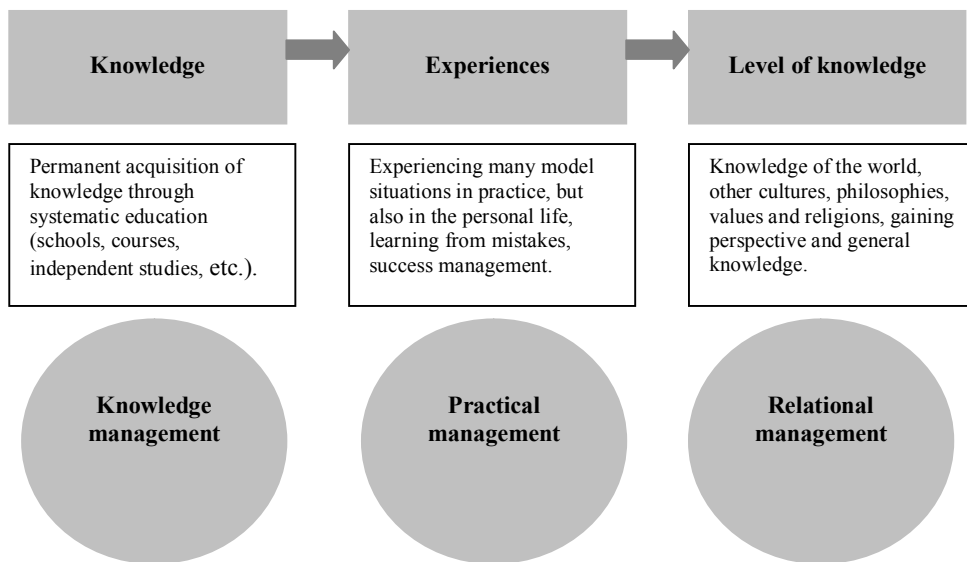 Knowledge
Experiences
Level of knowledge
Permanent acquisition of
knowledge through
systematic education
(schools, courses,
independent studies, etc.).
Experiencing many model
situations in practice, but
also in the personal life,
learning from mistakes,
success management.
Knowledge of the world,
other cultures, philosophies,
values and religions, gaining
perspective and general
knowledge.
Knowledge
management
Practical
management
Relational
management